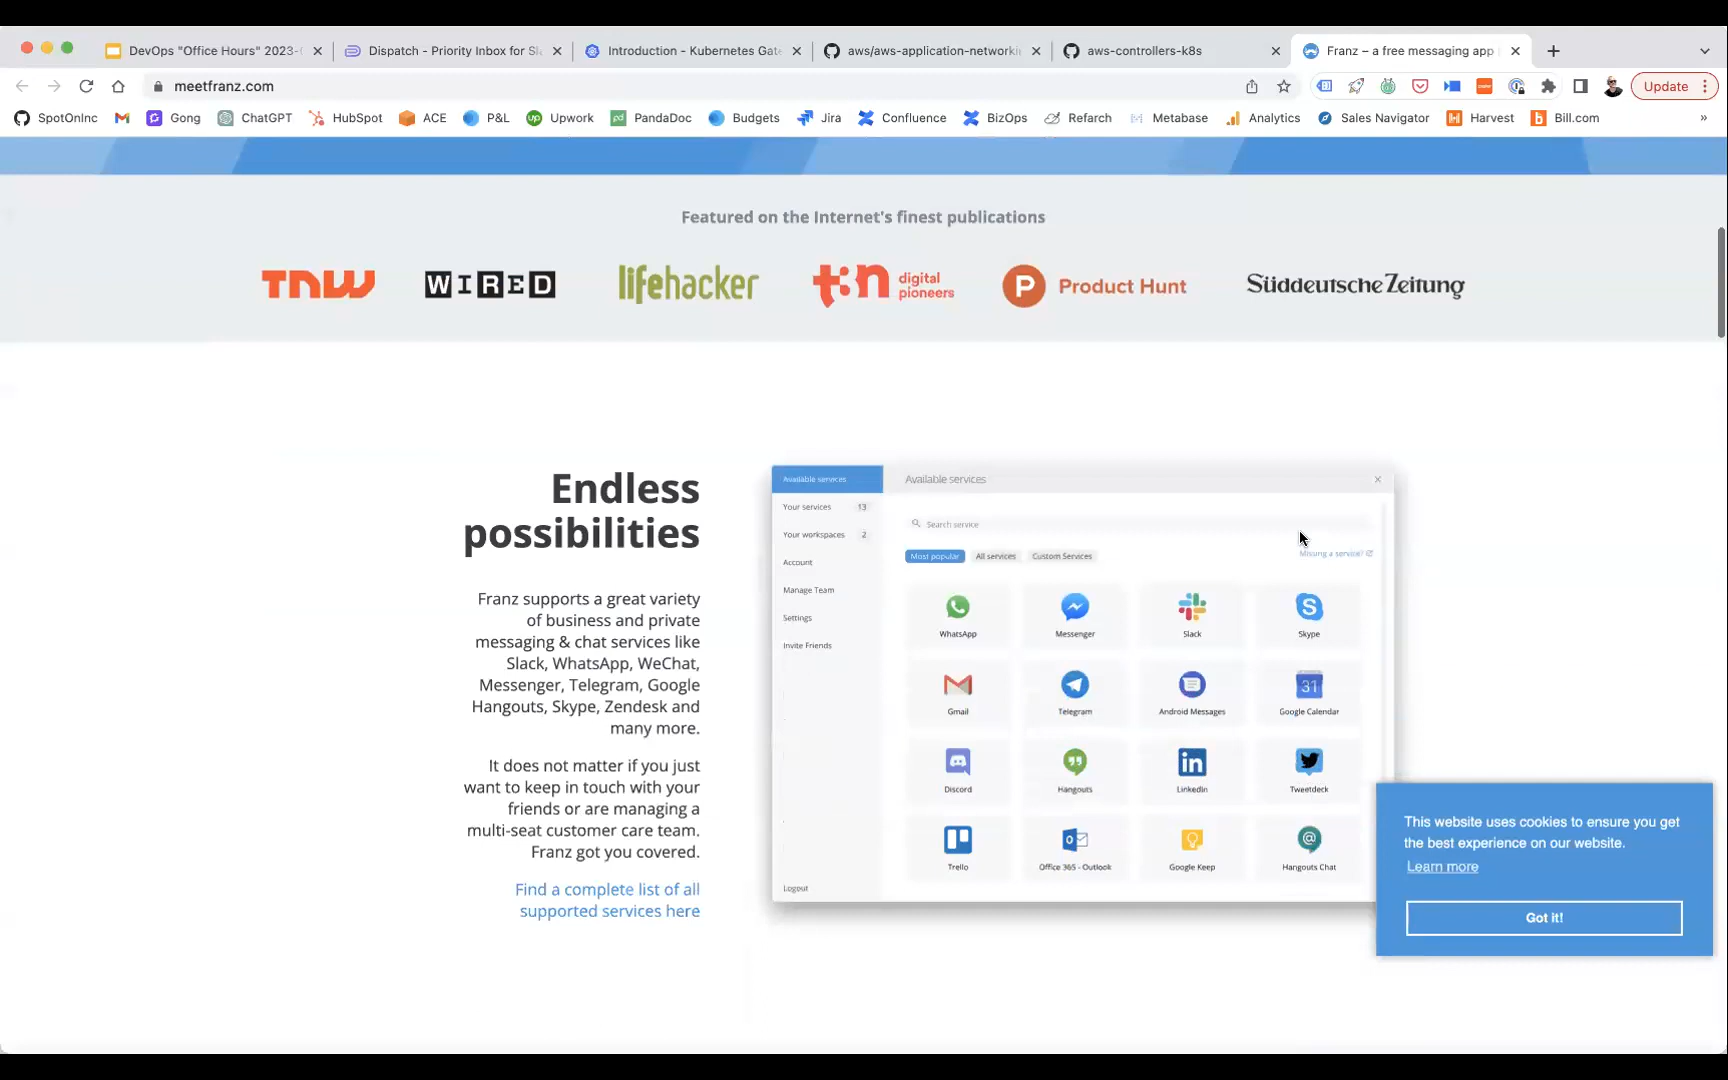 DevOps "Office Hours" 2023-
Dispatch - Priority Inbox for Sl
Introduction - Kubernetes Gate
aws/aws-application-networki
aws-controllers-k8s
Franz – a free messaging app
meetfranz.com
Update
SpotOnInc
Gong
ChatGPT
HubSpot
ACE
P&L
Upwork
PandaDoc
Budgets
Jira
Confluence
BizOps
Refarch
Metabase
Analytics
Sales Navigator
Harvest
Bill.com
»
Featured on the Internet's finest publications
TNW
WIRED
lifehacker
t3n digital pioneers
P Product Hunt
Süddeutsche Zeitung
Endless
possibilities
Franz supports a great variety
of business and private
messaging & chat services like
Slack, WhatsApp, WeChat,
Messenger, Telegram, Google
Hangouts, Skype, Zendesk and
many more.
It does not matter if you just
want to keep in touch with your
friends or are managing a
multi-seat customer care team.
Franz got you covered.
Find a complete list of all
supported services here
Available services
Your services 13
Your workspaces 2
Account
Manage Team
Settings
Invite Friends
Logout
Available services
Search service
Most popular
All services
Custom Services
Missing a service?
WhatsApp
Messenger
Slack
Skype
Gmail
Telegram
Android Messages
31
Google Calendar
Discord
Hangouts
LinkedIn
Tweetdeck
Trello
Office 365 - Outlook
Google Keep
Hangouts Chat
This website uses cookies to ensure you get
the best experience on our website.
Learn more
Got it!